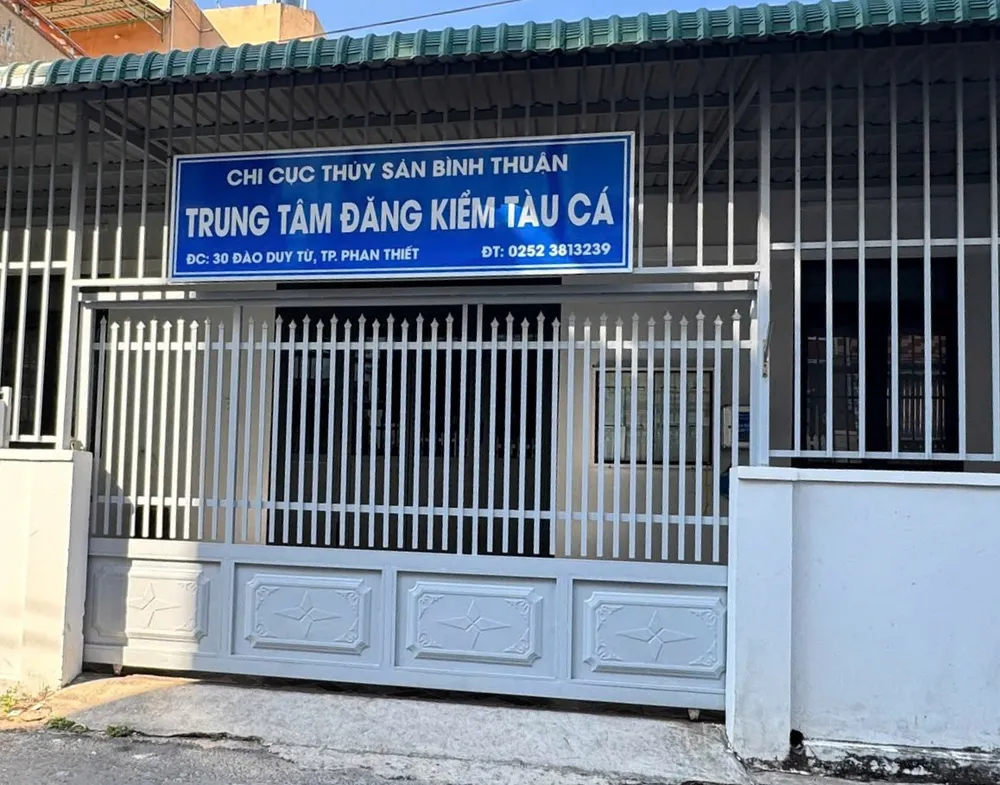 CHI CỤC THỦY SẢN BÌNH THUẬN
TRUNG TÂM ĐĂNG KIỂM TÀU CÁ
ĐC: 30 ĐÀO DUY TỪ, TP. PHAN THIẾT ĐT: 0252 3813239